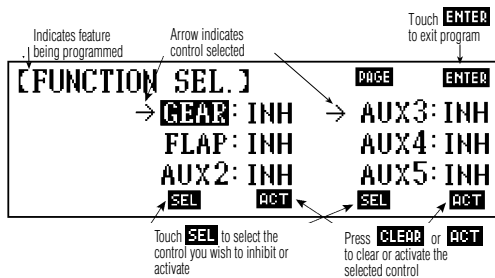 Indicates feature
being programmed
Arrow indicates
control selected
Touch ENTER
to exit program
[FUNCTION SEL.] PAGE ENTER
→ GEAR: INH → AUX3: INH
FLAP: INH AUX4: INH
AUX2: INH AUX5: INH
SEL ACT SEL ACT
Touch SEL to select the
control you wish to inhibit or
activate
Press CLEAR or ACT
to clear or activate the
selected control